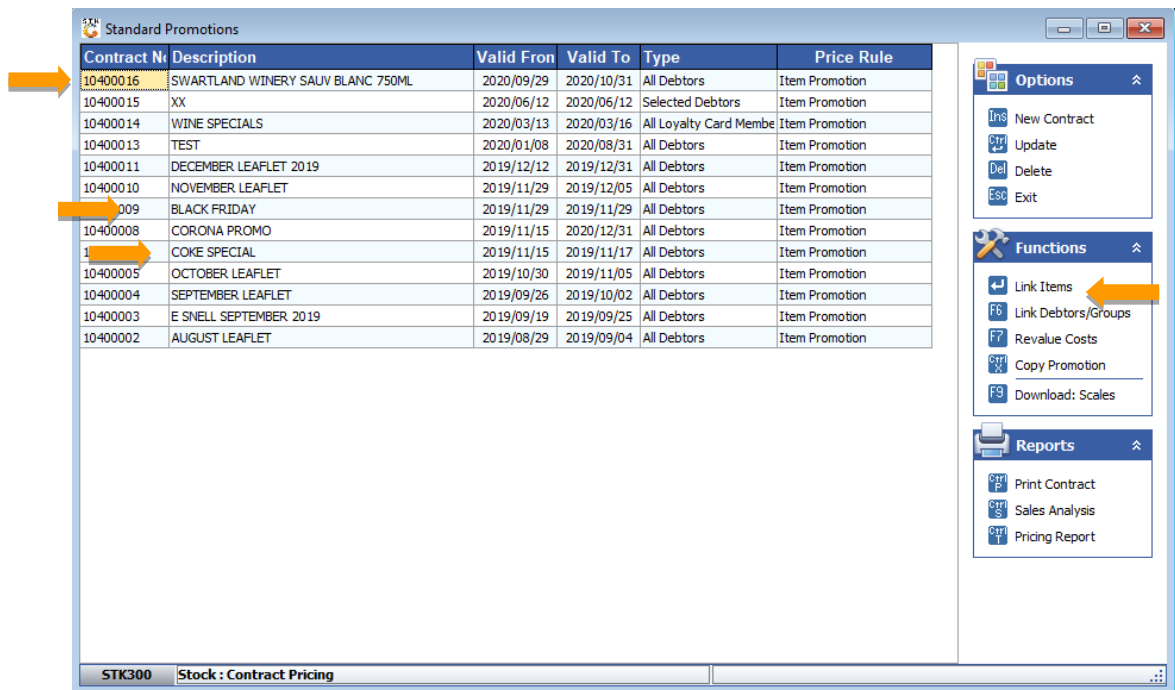 Standard Promotions
Contract No Description Valid Fron Valid To Type Price Rule
10400016 SWARTLAND WINERY SAUV BLANC 750ML 2020/09/29 2020/10/31 All Debtors Item Promotion
10400015 XX 2020/06/12 2020/06/12 Selected Debtors Item Promotion
10400014 WINE SPECIALS 2020/03/13 2020/03/16 All Loyalty Card Membe Item Promotion
10400013 TEST 2020/01/08 2020/08/31 All Debtors Item Promotion
10400011 DECEMBER LEAFLET 2019 2019/12/12 2019/12/31 All Debtors Item Promotion
10400010 NOVEMBER LEAFLET 2019/11/29 2019/12/05 All Debtors Item Promotion
009 BLACK FRIDAY 2019/11/29 2019/11/29 All Debtors Item Promotion
10400008 CORONA PROMO 2019/11/15 2020/12/31 All Debtors Item Promotion
1 COKE SPECIAL 2019/11/15 2019/11/17 All Debtors Item Promotion
10400005 OCTOBER LEAFLET 2019/10/30 2019/11/05 All Debtors Item Promotion
10400004 SEPTEMBER LEAFLET 2019/09/26 2019/10/02 All Debtors Item Promotion
10400003 E SNELL SEPTEMBER 2019 2019/09/19 2019/09/25 All Debtors Item Promotion
10400002 AUGUST LEAFLET 2019/08/29 2019/09/04 All Debtors Item Promotion
Options
Ins New Contract
Ctrl Update
Del Delete
Esc Exit
Functions
Link Items
F6 Link Debtors/Groups
F7 Revalue Costs
Ctrl X Copy Promotion
F9 Download: Scales
Reports
Ctrl P Print Contract
Ctrl S Sales Analysis
Ctrl T Pricing Report
STK300 Stock : Contract Pricing